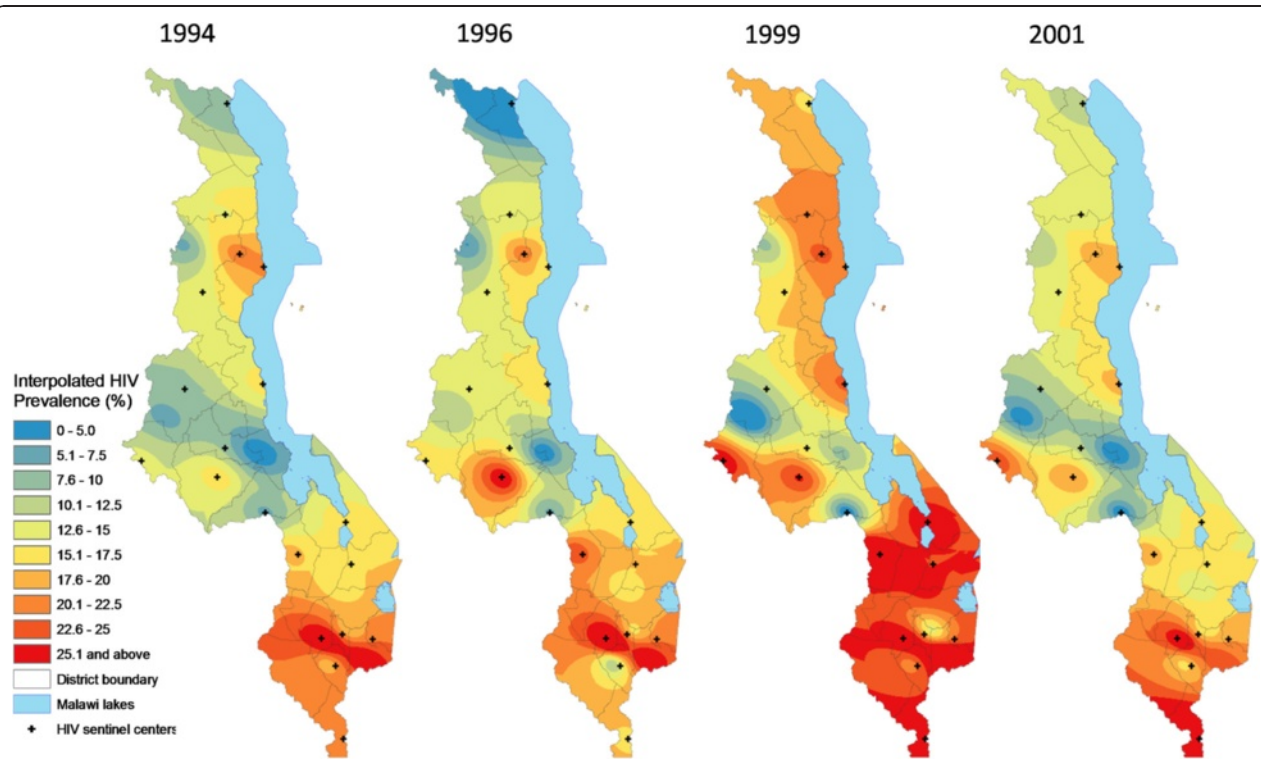 1994
1996
1999
2001
Interpolated HIV
Prevalence (%)
0 - 5.0
5.1 - 7.5
7.6 - 10
10.1 - 12.5
12.6 - 15
15.1 - 17.5
17.6 - 20
20.1 - 22.5
22.6 - 25
25.1 and above
District boundary
Malawi lakes
HIV sentinel centers